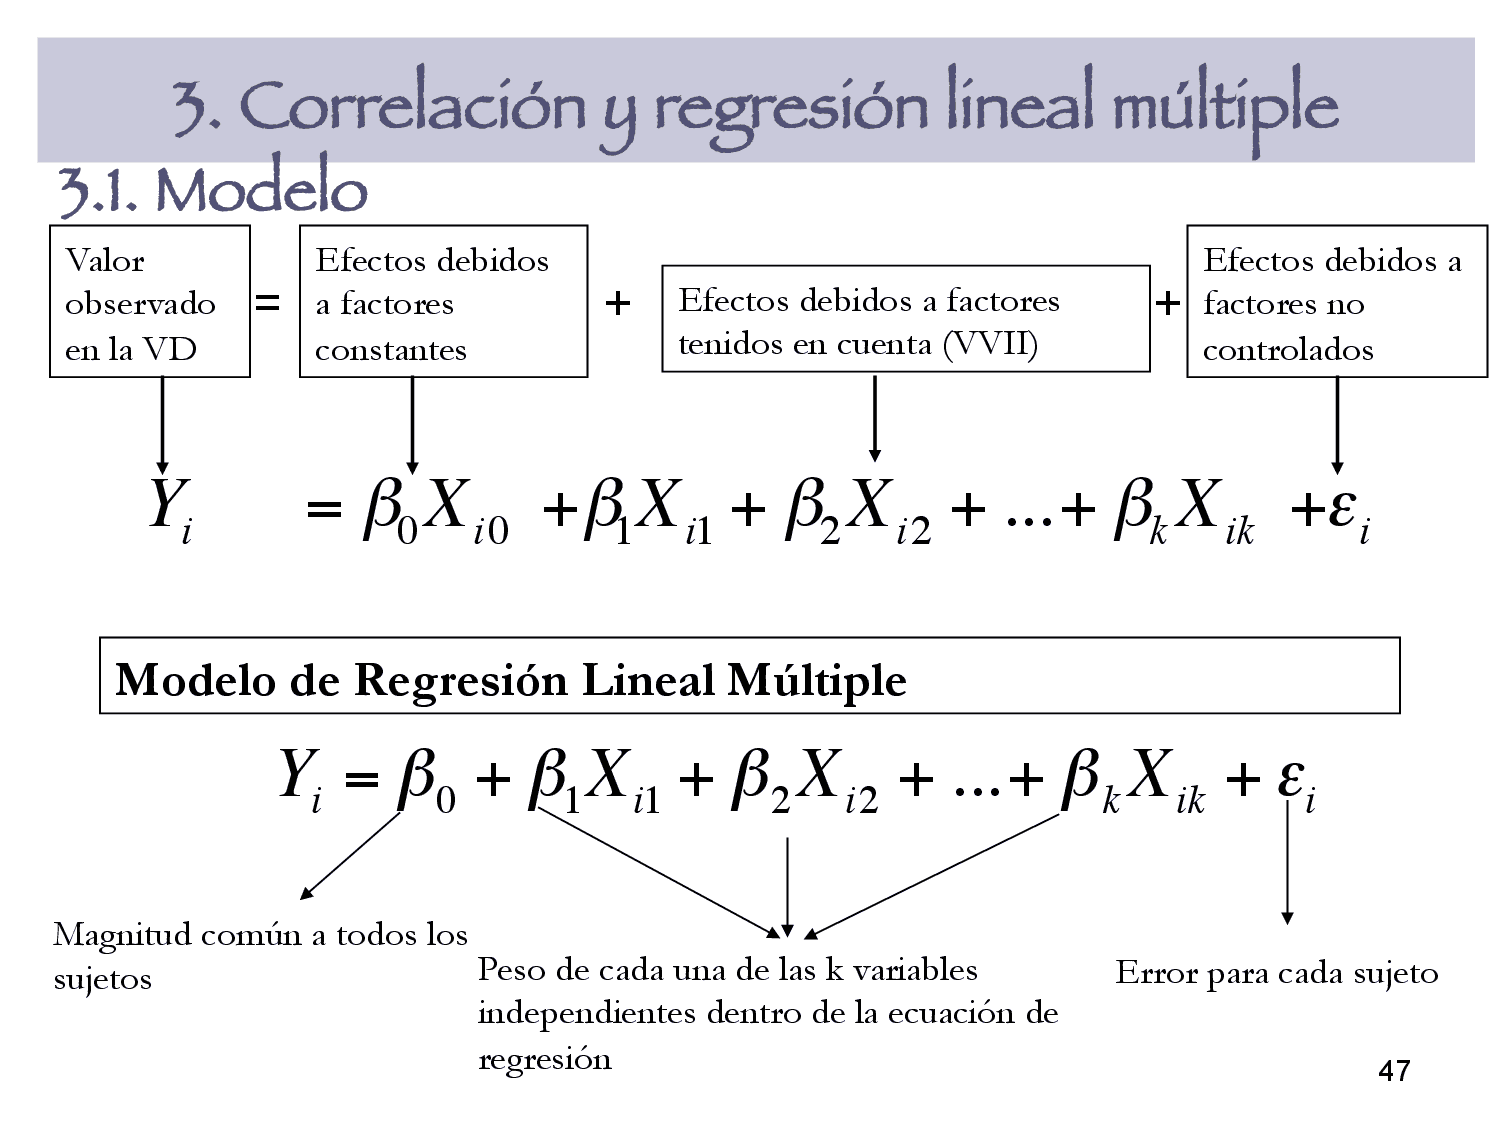 3. Correlación y regresión lineal múltiple
3.1. Modelo
Valor
observado
en la VD
=
Efectos debidos
a factores
constantes
+
Efectos debidos a factores
tenidos en cuenta (VVII)
+
Efectos debidos a
factores no
controlados
Yᵢ = β₀Xᵢ₀ + β₁Xᵢ₁ + β₂Xᵢ₂ + ... + βₖXᵢₖ + εᵢ
Modelo de Regresión Lineal Múltiple
Yᵢ = β₀ + β₁Xᵢ₁ + β₂Xᵢ₂ + ... + βₖXᵢₖ + εᵢ
Magnitud común a todos los
sujetos
Peso de cada una de las k variables
independientes dentro de la ecuación de
regresión
Error para cada sujeto
47